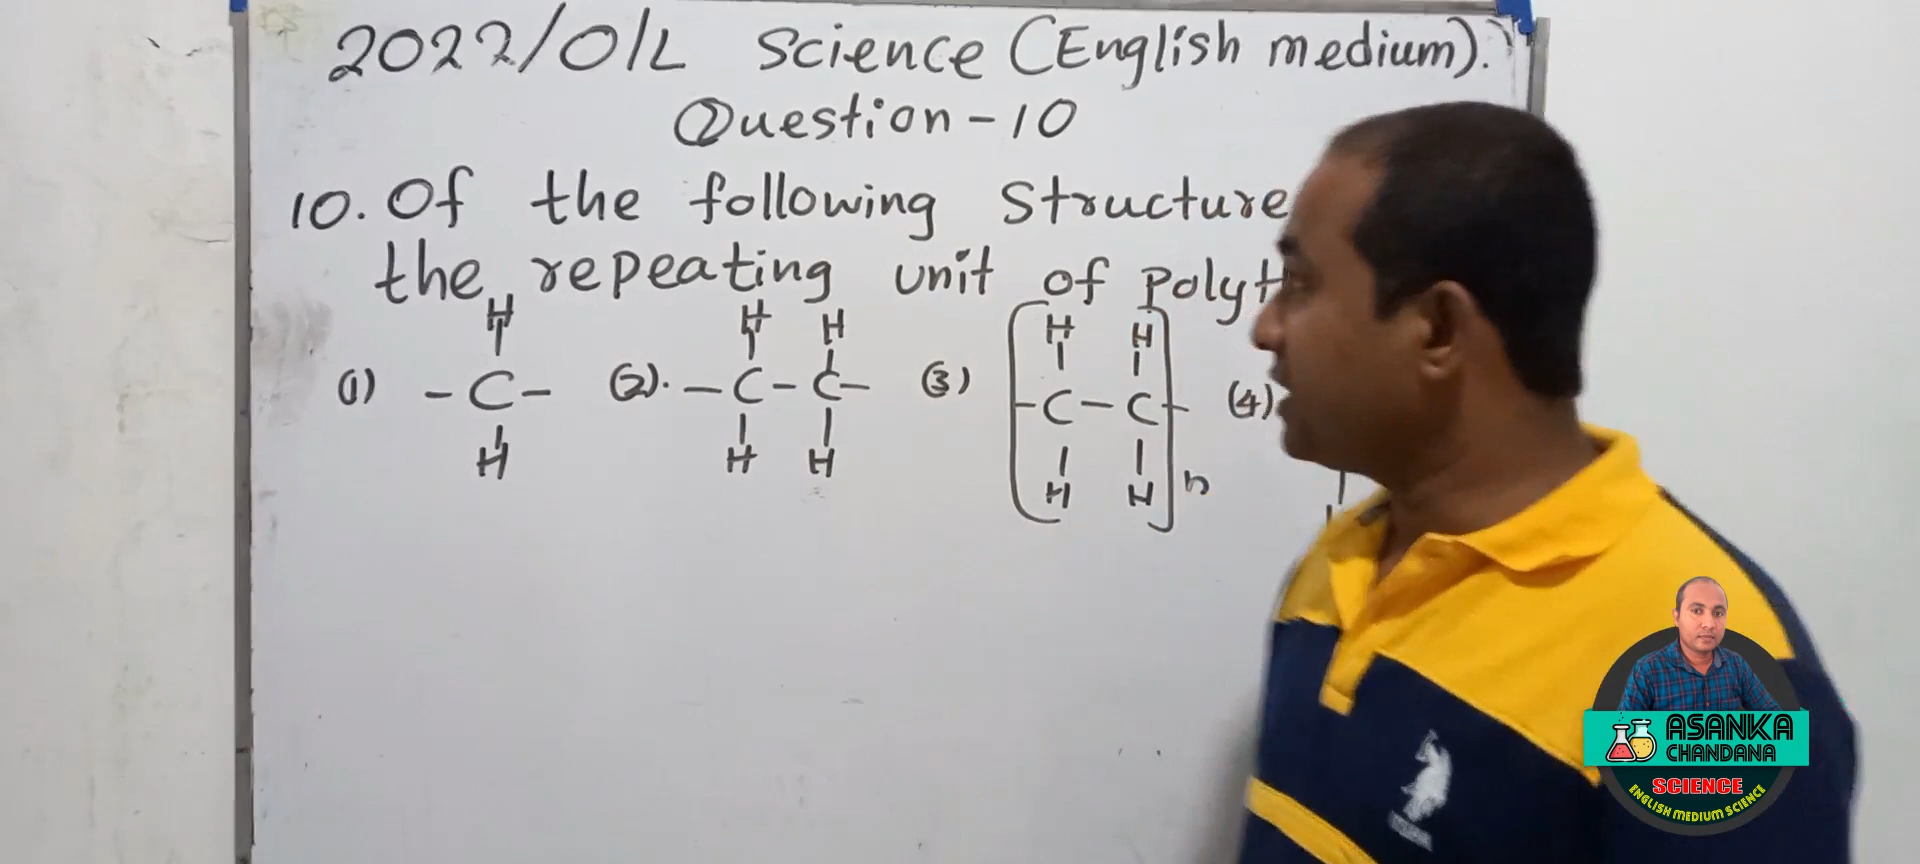 2022/O/L Science (English medium).
Question - 10
10. Of the following Structure
the repeating unit of polyt
H H H H H
(1) - C - (2). - C - C - (3) - C - C - (4)
H H H H H n
ASANKA
CHANDANA
SCIENCE
ENGLISH MEDIUM SCIENCE